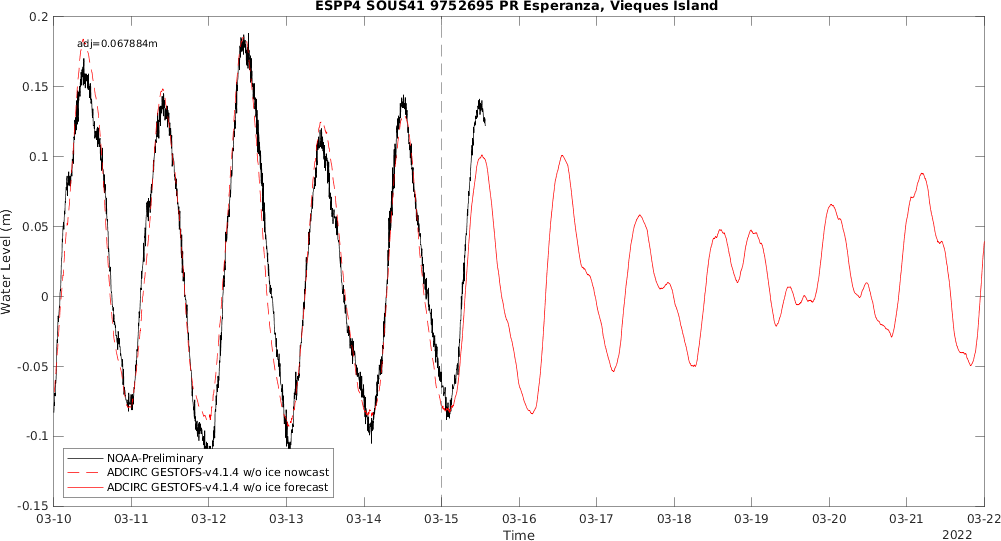 ESPP4 SOUS41 9752695 PR Esperanza, Vieques Island
adj=0.067884m
0.2
0.15
0.1
0.05
0
-0.05
-0.1
-0.15
Water Level (m)
NOAA-Preliminary
ADCIRC GESTOFS-v4.1.4 w/o ice nowcast
ADCIRC GESTOFS-v4.1.4 w/o ice forecast
03-10 03-11 03-12 03-13 03-14 03-15 03-16 03-17 03-18 03-19 03-20 03-21 03-22
Time
2022